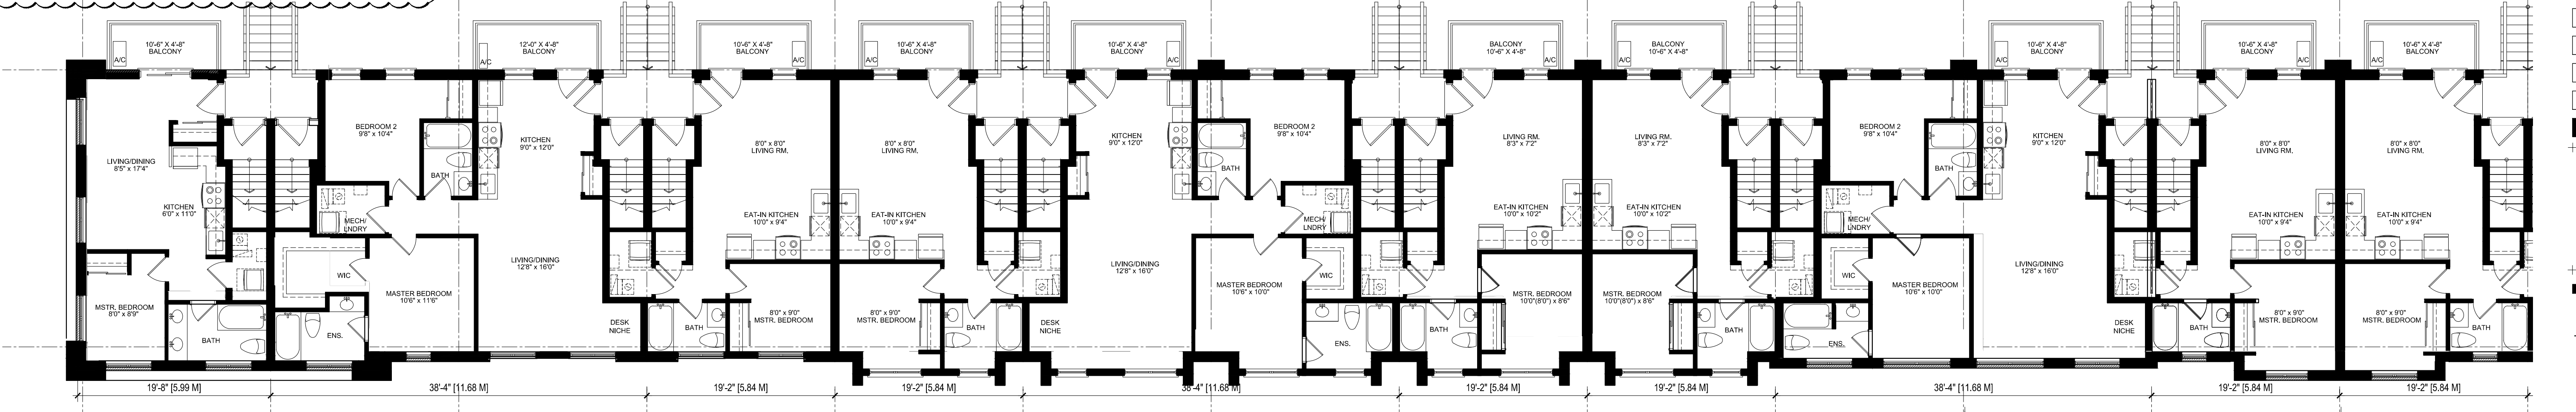 10'-6" X 4'-8"
BALCONY
A/C
LIVING/DINING
8'5" x 17'4"
KITCHEN
6'0" x 11'0"
MSTR. BEDROOM
8'0" x 8'9"
BATH
BEDROOM 2
9'8" x 10'4"
BATH
MECH/
LNDRY
WIC
ENS.
MASTER BEDROOM
10'6" x 11'6"
12'-0" X 4'-8"
BALCONY
A/C
KITCHEN
9'0" x 12'0"
LIVING/DINING
12'8" x 16'0"
DESK
NICHE
10'-6" X 4'-8"
BALCONY
A/C
8'0" x 8'0"
LIVING RM.
EAT-IN KITCHEN
10'0" x 9'4"
BATH
8'0" x 9'0"
MSTR. BEDROOM
10'-6" X 4'-8"
BALCONY
A/C
8'0" x 8'0"
LIVING RM.
EAT-IN KITCHEN
10'0" x 9'4"
8'0" x 9'0"
MSTR. BEDROOM
BATH
10'-6" X 4'-8"
BALCONY
A/C
KITCHEN
9'0" x 12'0"
LIVING/DINING
12'8" x 16'0"
DESK
NICHE
BEDROOM 2
9'8" x 10'4"
BATH
MECH/
LNDRY
MASTER BEDROOM
10'6" x 10'0"
WIC
ENS.
BALCONY
10'-6" X 4'-8"
A/C
LIVING RM.
8'3" x 7'2"
EAT-IN KITCHEN
10'0" x 10'2"
BATH
MSTR. BEDROOM
10'0"(8'0") x 8'6"
BALCONY
10'-6" X 4'-8"
A/C
LIVING RM.
8'3" x 7'2"
EAT-IN KITCHEN
10'0" x 10'2"
MSTR. BEDROOM
10'0"(8'0") x 8'6"
BATH
BEDROOM 2
9'8" x 10'4"
BATH
MECH/
LNDRY
WIC
ENS.
MASTER BEDROOM
10'6" x 10'0"
10'-6" X 4'-8"
BALCONY
A/C
KITCHEN
9'0" x 12'0"
LIVING/DINING
12'8" x 16'0"
DESK
NICHE
10'-6" X 4'-8"
BALCONY
A/C
8'0" x 8'0"
LIVING RM.
EAT-IN KITCHEN
10'0" x 9'4"
BATH
8'0" x 9'0"
MSTR. BEDROOM
10'-6" X 4'-8"
BALCONY
A/C
8'0" x 8'0"
LIVING RM.
EAT-IN KITCHEN
10'0" x 9'4"
8'0" x 9'0"
MSTR. BEDROOM
BATH
19'-8" [5.99 M]
38'-4" [11.68 M]
19'-2" [5.84 M]
19'-2" [5.84 M]
38'-4" [11.68 M]
19'-2" [5.84 M]
19'-2" [5.84 M]
38'-4" [11.68 M]
19'-2" [5.84 M]
19'-2" [5.84 M]